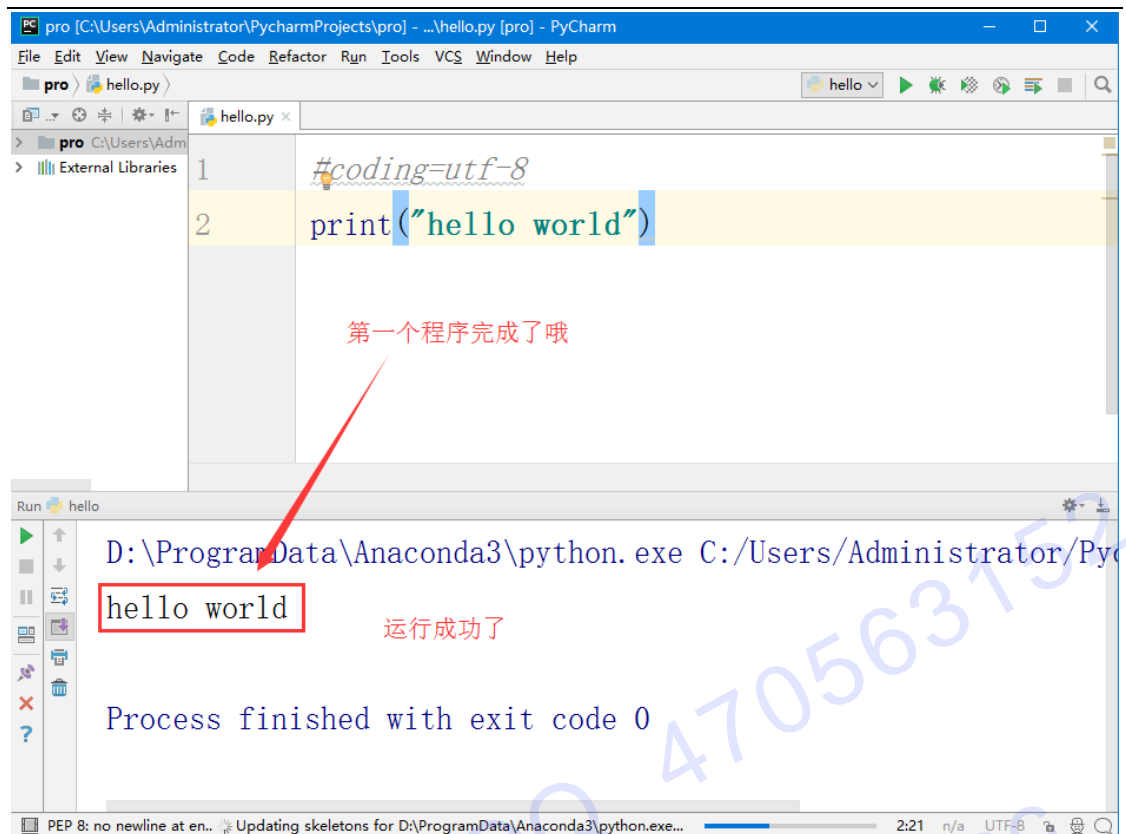 pro [C:\Users\Administrator\PycharmProjects\pro] - ...\hello.py [pro] - PyCharm
File Edit View Navigate Code Refactor Run Tools VCS Window Help
pro hello.py hello
hello.py
pro C:\Users\Adm
External Libraries
1 #coding=utf-8
2 print("hello world")
第一个程序完成了哦
Run hello
D:\ProgramData\Anaconda3\python.exe C:/Users/Administrator/Pyc
hello world
运行成功了
Process finished with exit code 0
470563152
PEP 8: no newline at en.. Updating skeletons for D:\ProgramData\Anaconda3\python.exe... 2:21 n/a UTF-8